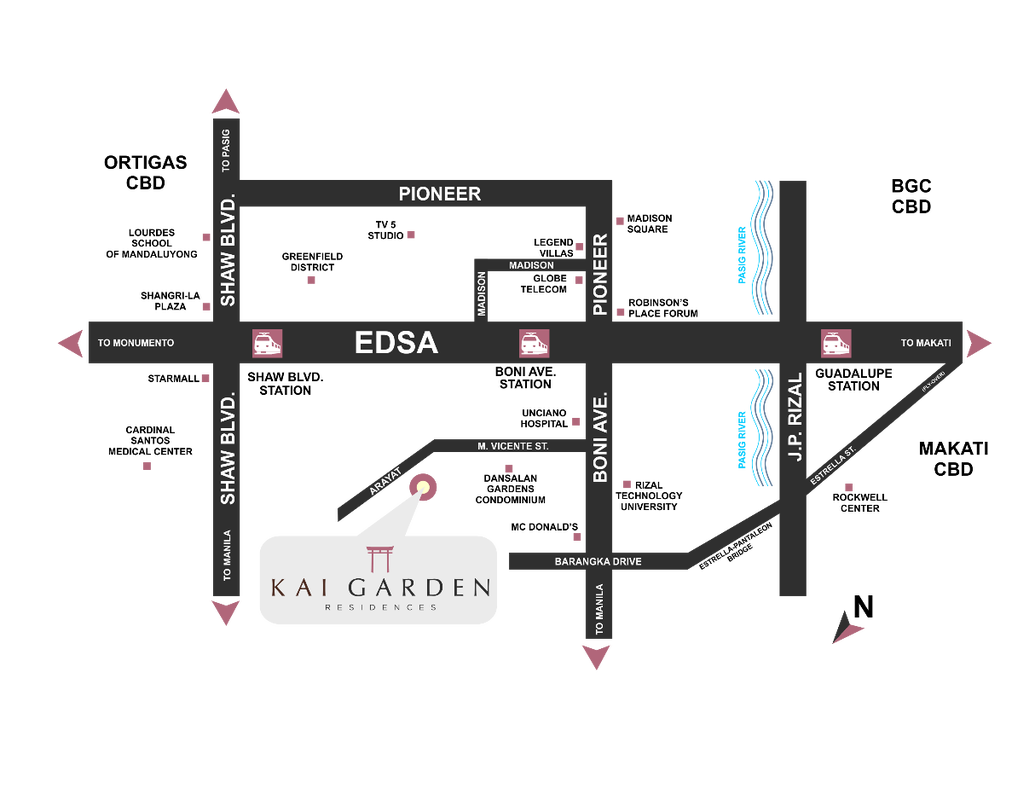 TO PASIG
ORTIGAS
CBD
BGC
CBD
PIONEER
SHAW BLVD.
LOURDES
SCHOOL
OF MANDALUYONG
TV 5
STUDIO
MADISON
SQUARE
LEGEND
VILLAS
PASIG RIVER
GREENFIELD
DISTRICT
MADISON
MADISON
GLOBE
TELECOM
PIONEER
SHANGRI-LA
PLAZA
ROBINSON'S
PLACE FORUM
TO MONUMENTO
EDSA
TO MAKATI
STARMALL
SHAW BLVD.
STATION
BONI AVE.
STATION
GUADALUPE
STATION
(FLY-OVER)
SHAW BLVD.
UNCIANO
HOSPITAL
BONI AVE.
PASIG RIVER
J.P. RIZAL
CARDINAL
SANTOS
MEDICAL CENTER
M. VICENTE ST.
MAKATI
CBD
ESTRELLA ST.
ARAYAT
DANSALAN
GARDENS
CONDOMINIUM
RIZAL
TECHNOLOGY
UNIVERSITY
ROCKWELL
CENTER
MC DONALD'S
ESTRELLA-PANTALEON
BRIDGE
TO MANILA
BARANGKA DRIVE
KAI GARDEN
RESIDENCES
TO MANILA
N